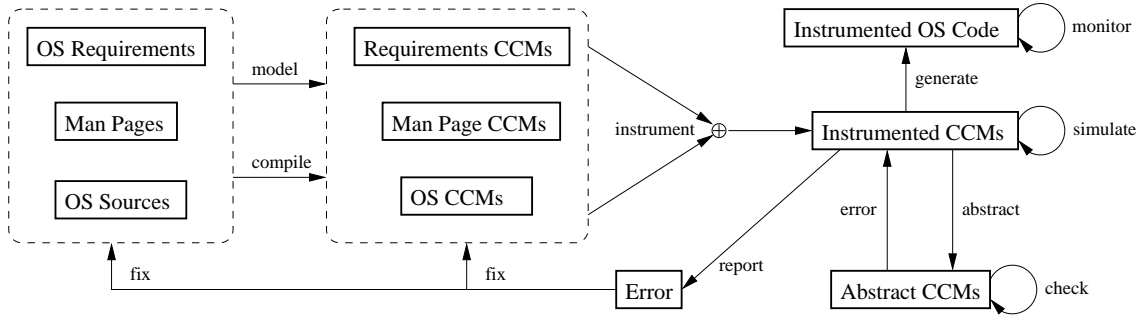 OS Requirements
Man Pages
OS Sources
model
compile
Requirements CCMs
Man Page CCMs
OS CCMs
instrument
⊕
Instrumented OS Code
monitor
generate
Instrumented CCMs
simulate
error
abstract
Abstract CCMs
check
report
Error
fix
fix